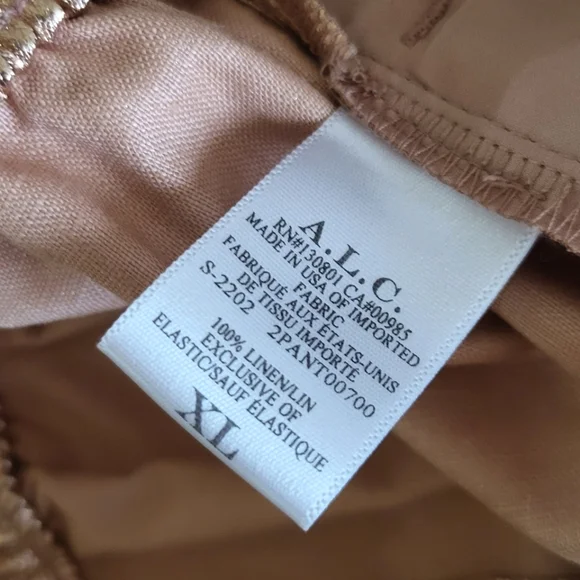 A.L.C.
RN#130801 CA#00985
MADE IN USA OF IMPORTED
FABRIC
FABRIQUÉ AUX ÉTATS-UNIS
DE TISSU IMPORTÉ
S-2202 2PANT00700
100% LINEN/LIN
EXCLUSIVE OF
ELASTIC/SAUF ÉLASTIQUE
XL